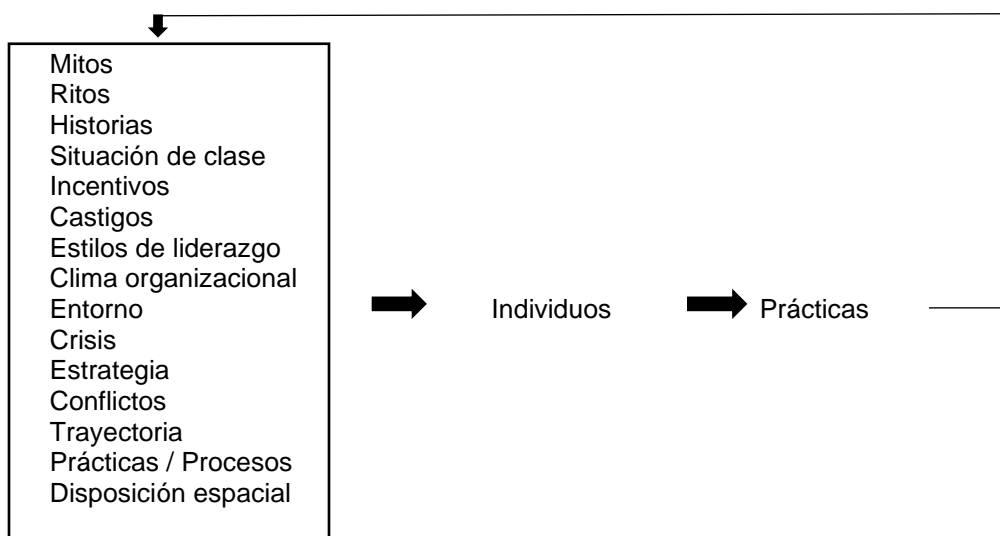 Mitos
Ritos
Historias
Situación de clase
Incentivos
Castigos
Estilos de liderazgo
Clima organizacional
Entorno
Crisis
Estrategia
Conflictos
Trayectoria
Prácticas / Procesos
Disposición espacial
Individuos
Prácticas